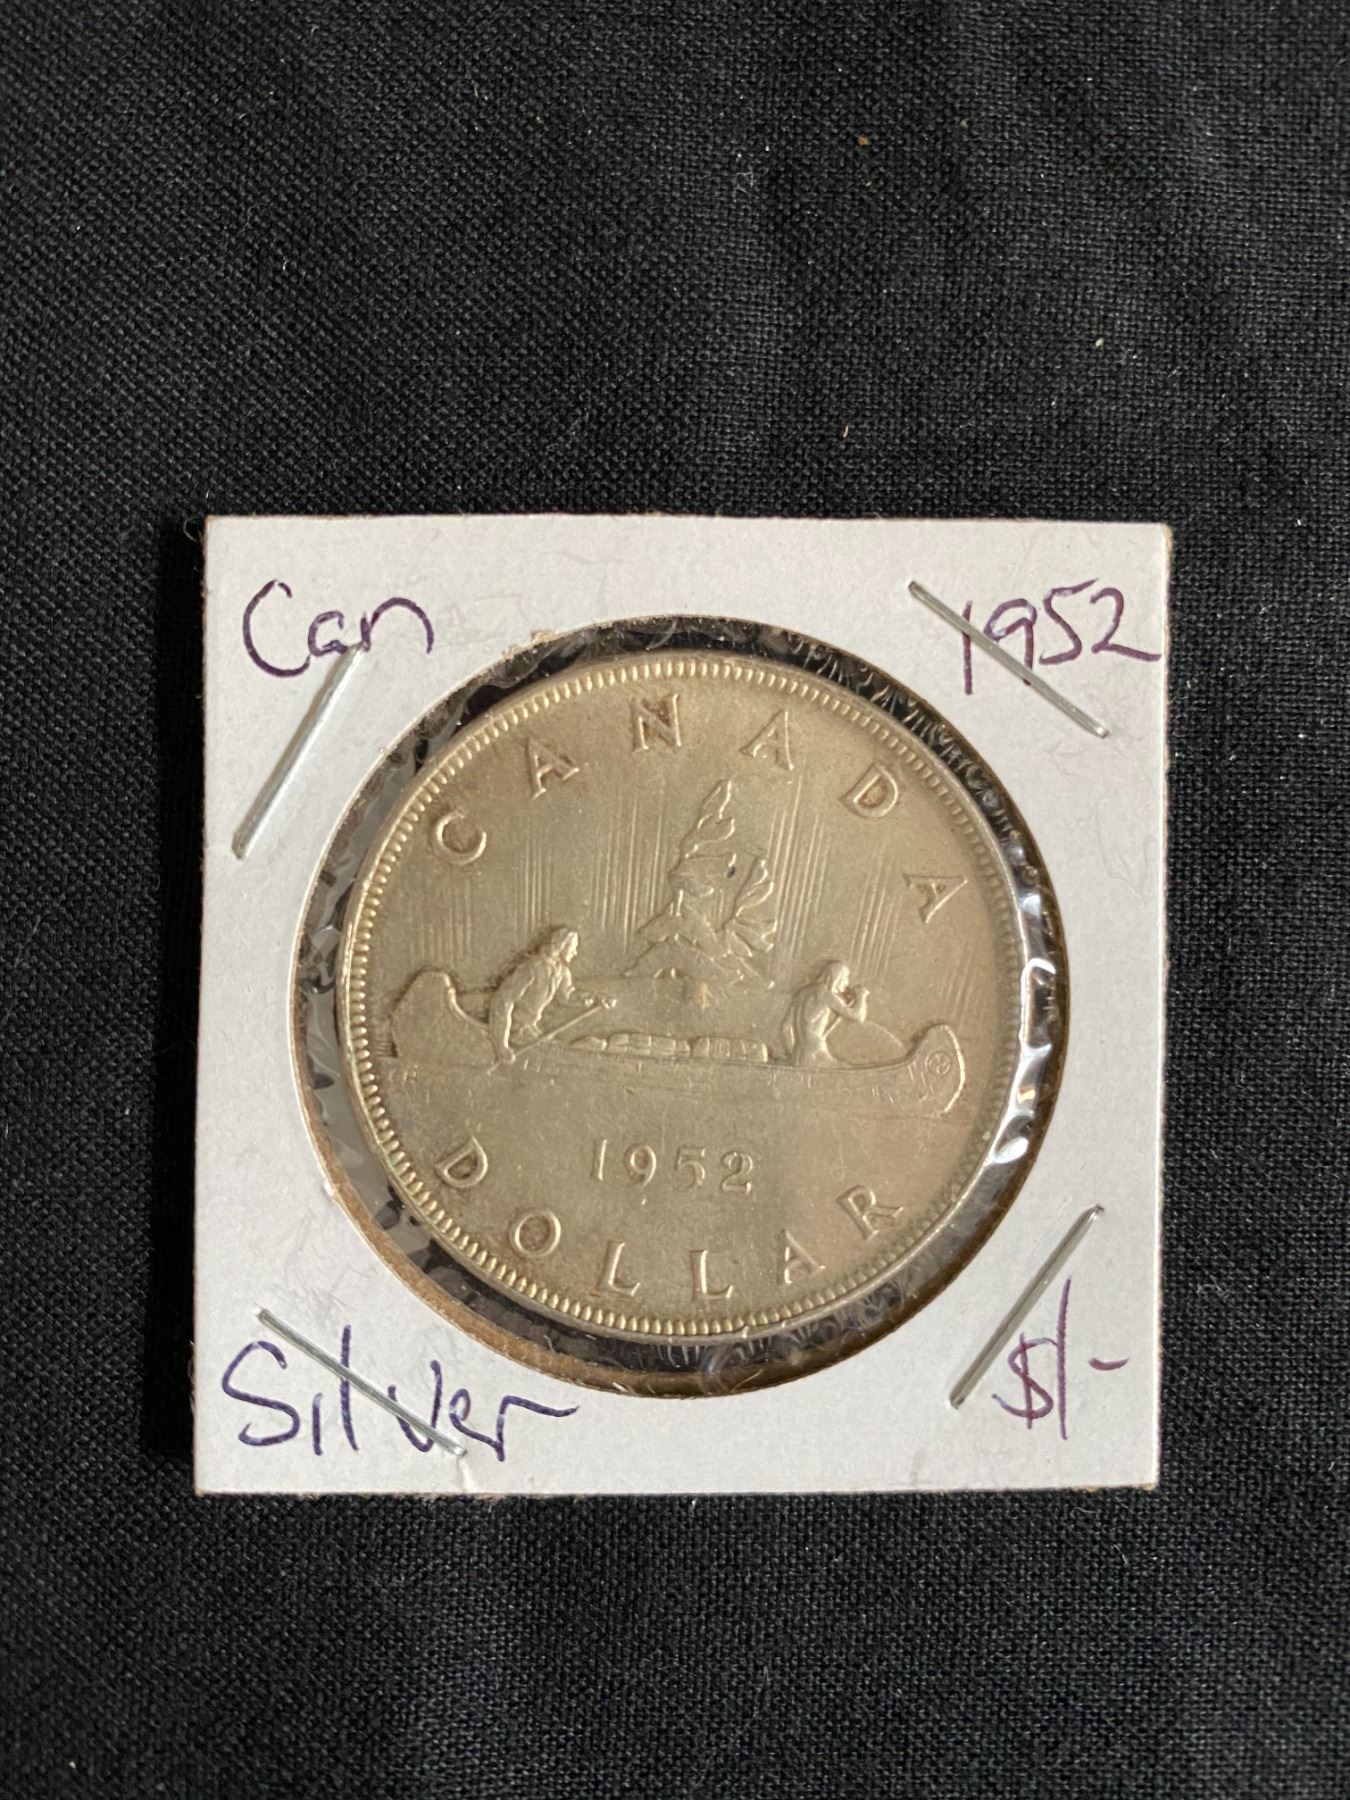 Can 1952
CANADA
1952
DOLLAR
Silver $1-